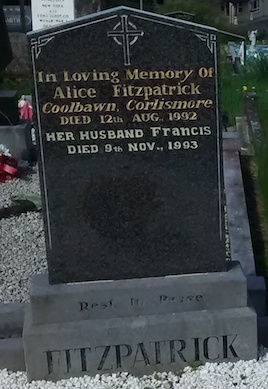 In Loving Memory Of
Alice Fitzpatrick
Coolbawn, Corlismore
DIED 12th AUG., 1992
HER HUSBAND Francis
DIED 9th NOV., 1993
Rest In Peace
FITZPATRICK